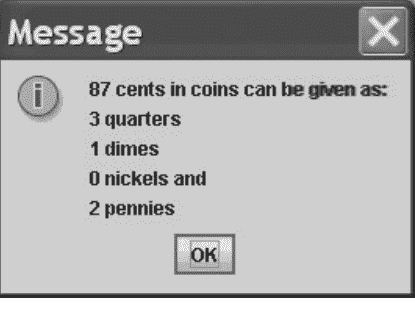 Message
87 cents in coins can be given as:
3 quarters
1 dimes
0 nickels and
2 pennies
OK